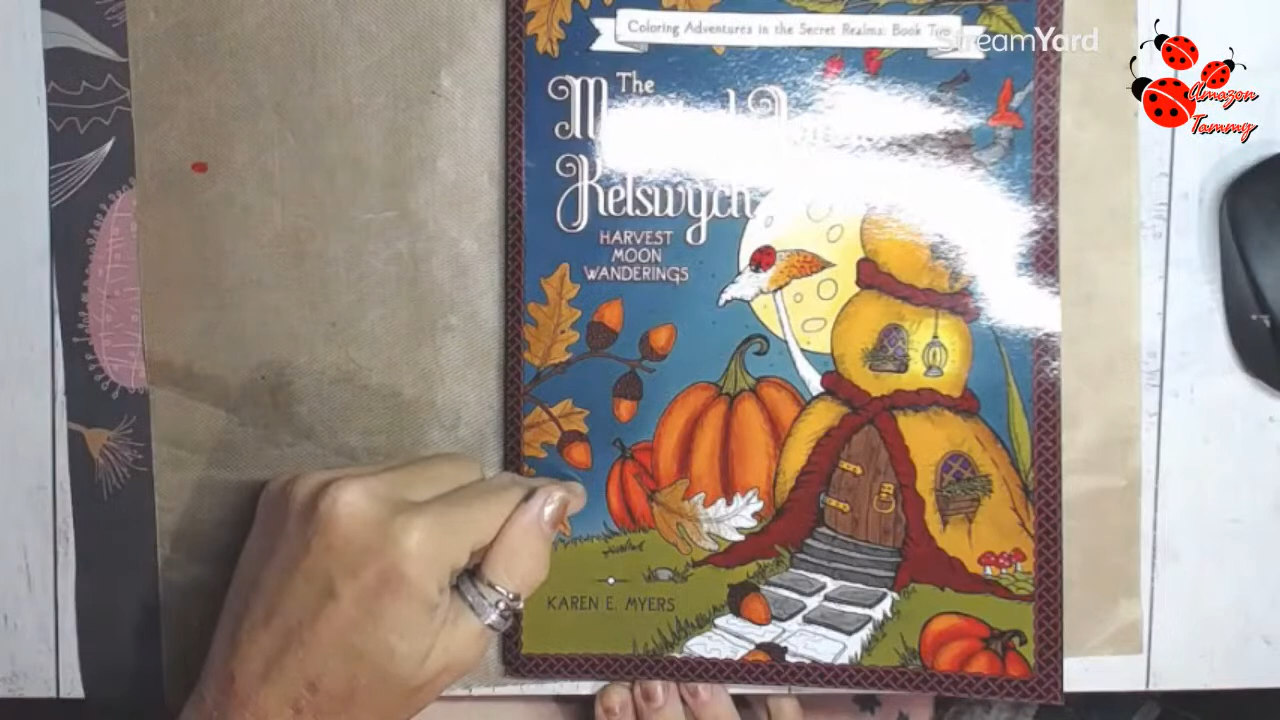 Coloring Adventures in the Secret Realms: Book Two
StreamYard
Amazon
Tammy
The
Kelswych
HARVEST
MOON
WANDERINGS
KAREN E. MYERS